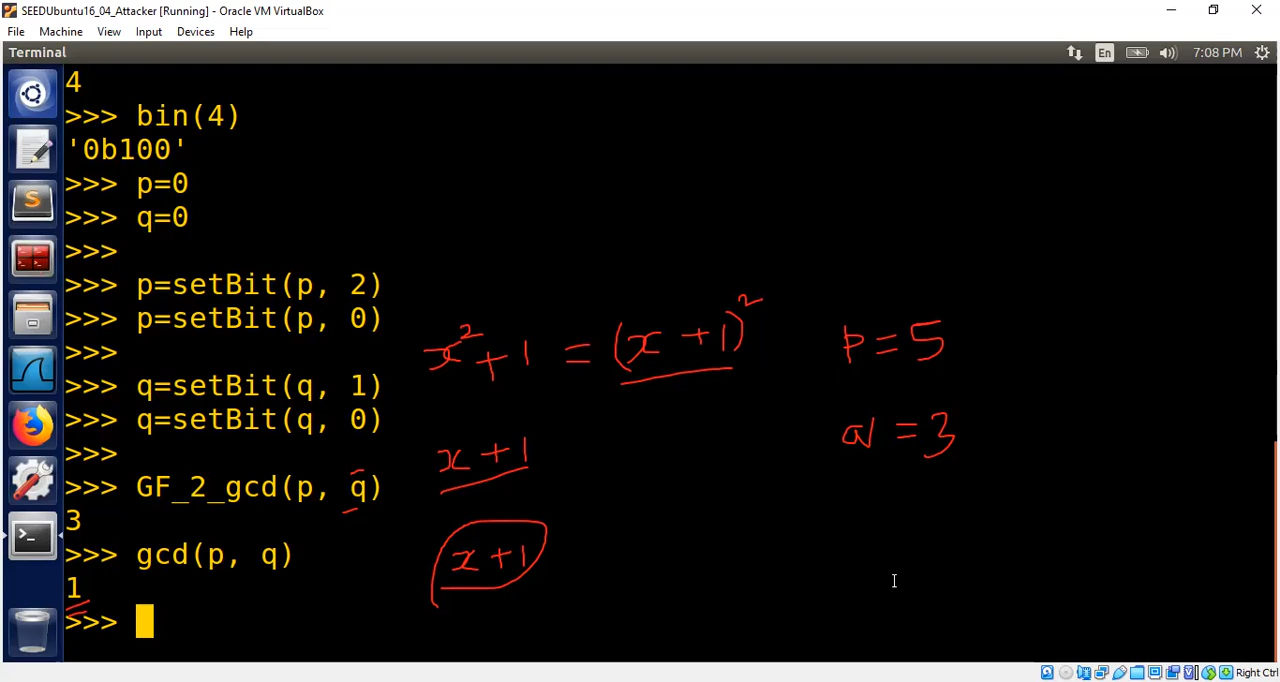 SEEDUbuntu16_04_Attacker [Running] - Oracle VM VirtualBox
File Machine View Input Devices Help
Terminal En 7:08 PM
4
>>> bin(4)
'0b100'
>>> p=0
>>> q=0
>>>
>>> p=setBit(p, 2)
>>> p=setBit(p, 0)
>>>
x²+1 = (x+1)² p=5
>>> q=setBit(q, 1)
>>> q=setBit(q, 0)
q=3
>>>
x+1
>>> GF_2_gcd(p, q)
3
>>> gcd(p, q)
x+1
1
>>>
Right Ctrl